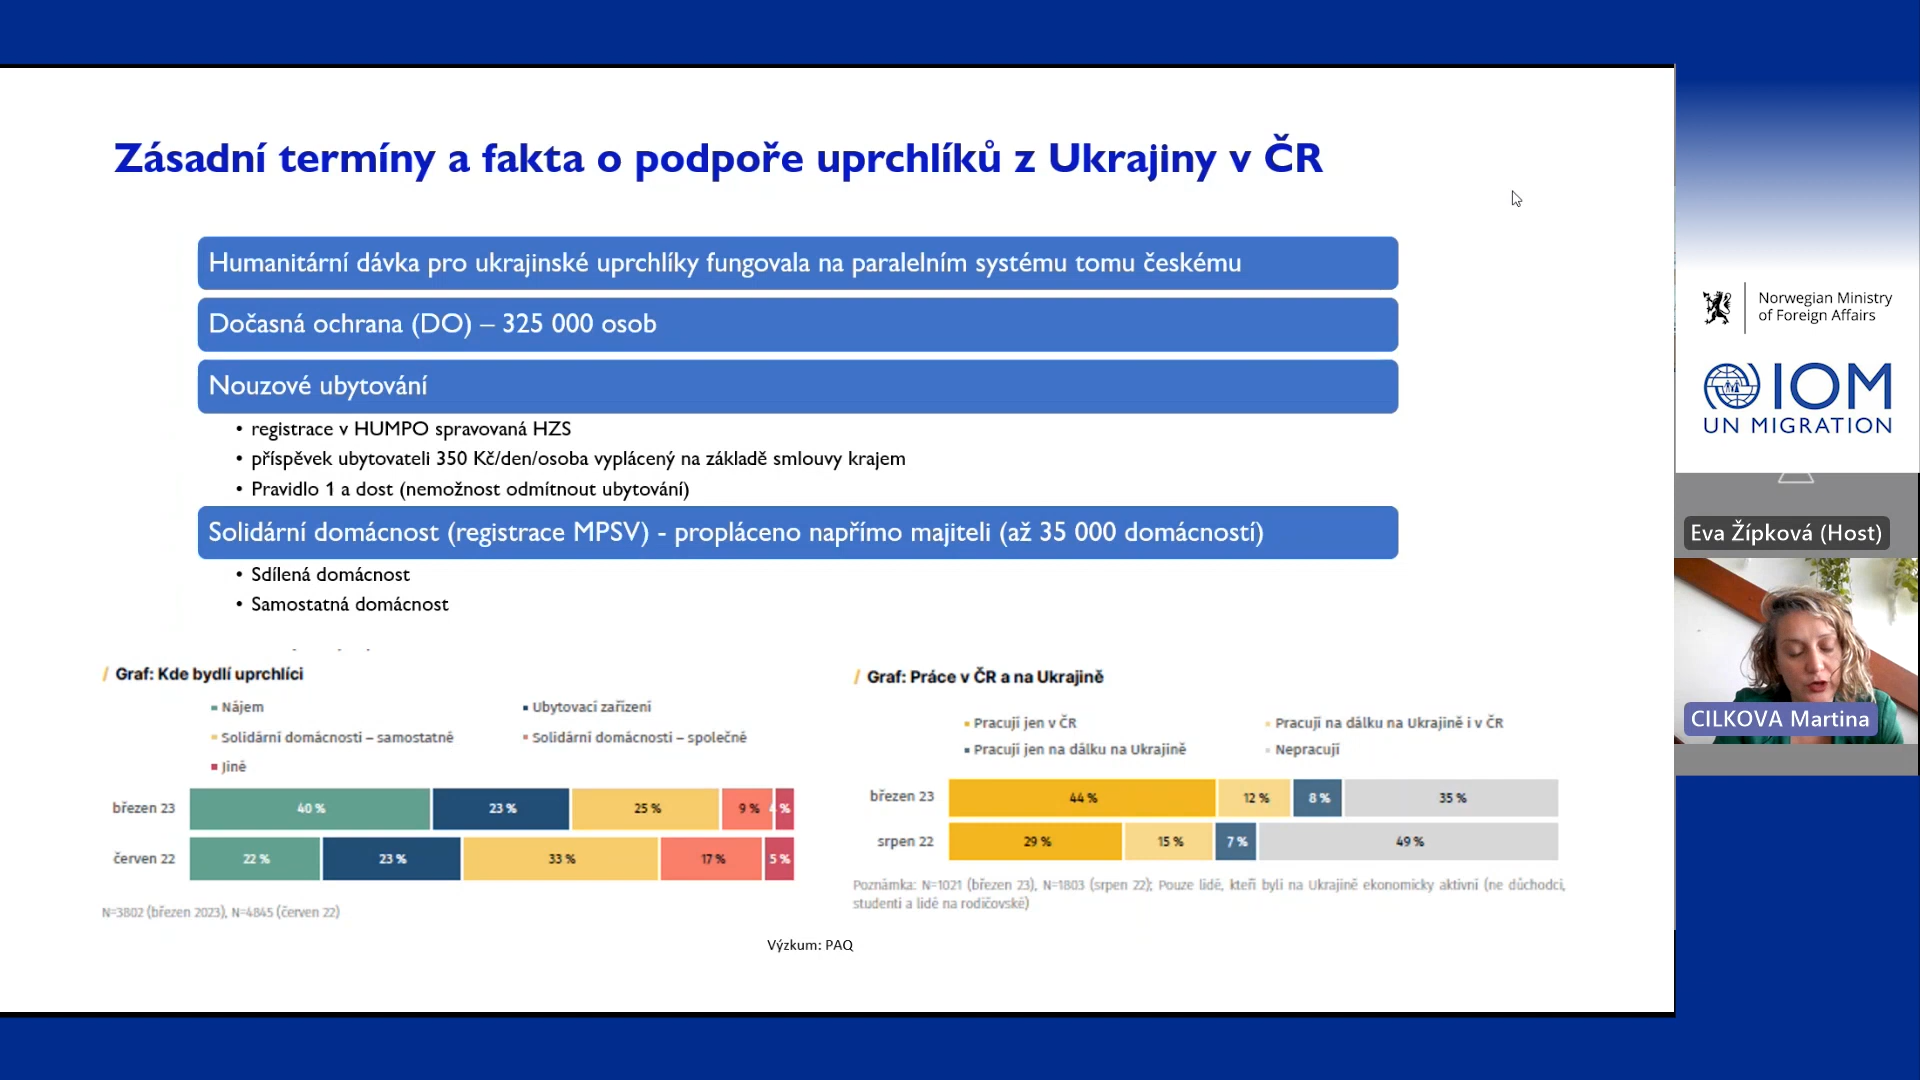 Zásadní termíny a fakta o podpoře uprchlíků z Ukrajiny v ČR
Humanitární dávka pro ukrajinské uprchlíky fungovala na paralelním systému tomu českému
Dočasná ochrana (DO) – 325 000 osob
Nouzové ubytování
• registrace v HUMPO spravovaná HZS
• příspěvek ubytovateli 350 Kč/den/osoba vyplácený na základě smlouvy krajem
• Pravidlo 1 a dost (nemožnost odmítnout ubytování)
Solidární domácnost (registrace MPSV) - propláceno napřímo majiteli (až 35 000 domácností)
• Sdílená domácnost
• Samostatná domácnost
/ Graf: Kde bydlí uprchlíci
Nájem
Ubytovací zařízení
Solidární domácnosti – samostatné
Solidární domácnosti – společné
Jiné
březen 23 40 % 23 % 25 % 9 % 4 %
červen 22 22 % 23 % 33 % 17 % 5 %
N=3802 (březen 2023), N=4845 (červen 22)
/ Graf: Práce v ČR a na Ukrajině
Pracují jen v ČR
Pracují na dálku na Ukrajině i v ČR
Pracují jen na dálku na Ukrajině
Nepracují
březen 23 44 % 12 % 8 % 35 %
srpen 22 29 % 15 % 7 % 49 %
Poznámka: N=1021 (březen 23), N=1803 (srpen 22); Pouze lidé, kteří byli na Ukrajině ekonomicky aktivní (ne důchodci,
studenti a lidé na rodičovské)
Výzkum: PAQ
Norwegian Ministry
of Foreign Affairs
IOM
UN MIGRATION
Eva Žípková (Host)
CILKOVA Martina